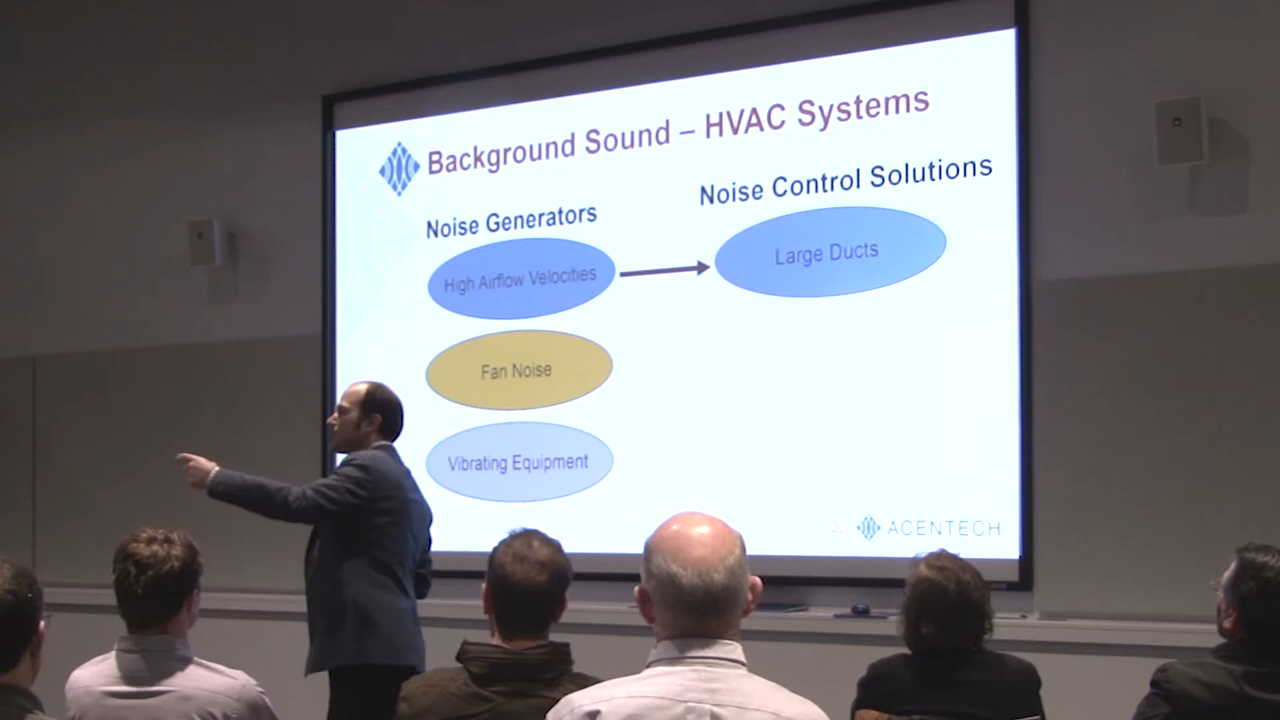 Background Sound – HVAC Systems
Noise Generators
Noise Control Solutions
High Airflow Velocities
Large Ducts
Fan Noise
Vibrating Equipment
ACENTECH